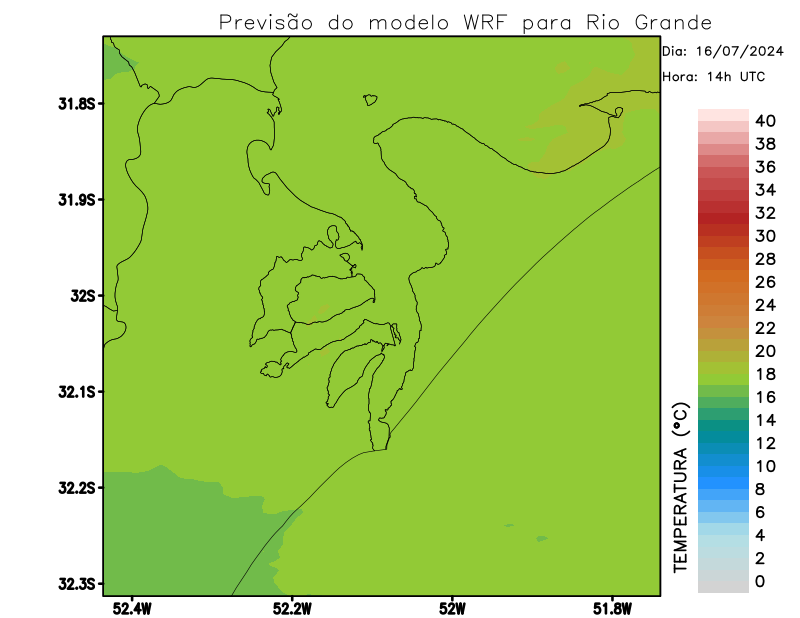 Previsão do modelo WRF para Rio Grande
Dia: 16/07/2024
Hora: 14h UTC
31.8S
31.9S
32S
32.1S
32.2S
32.3S
52.4W
52.2W
52W
51.8W
TEMPERATURA (ºC)
40
38
36
34
32
30
28
26
24
22
20
18
16
14
12
10
8
6
4
2
0